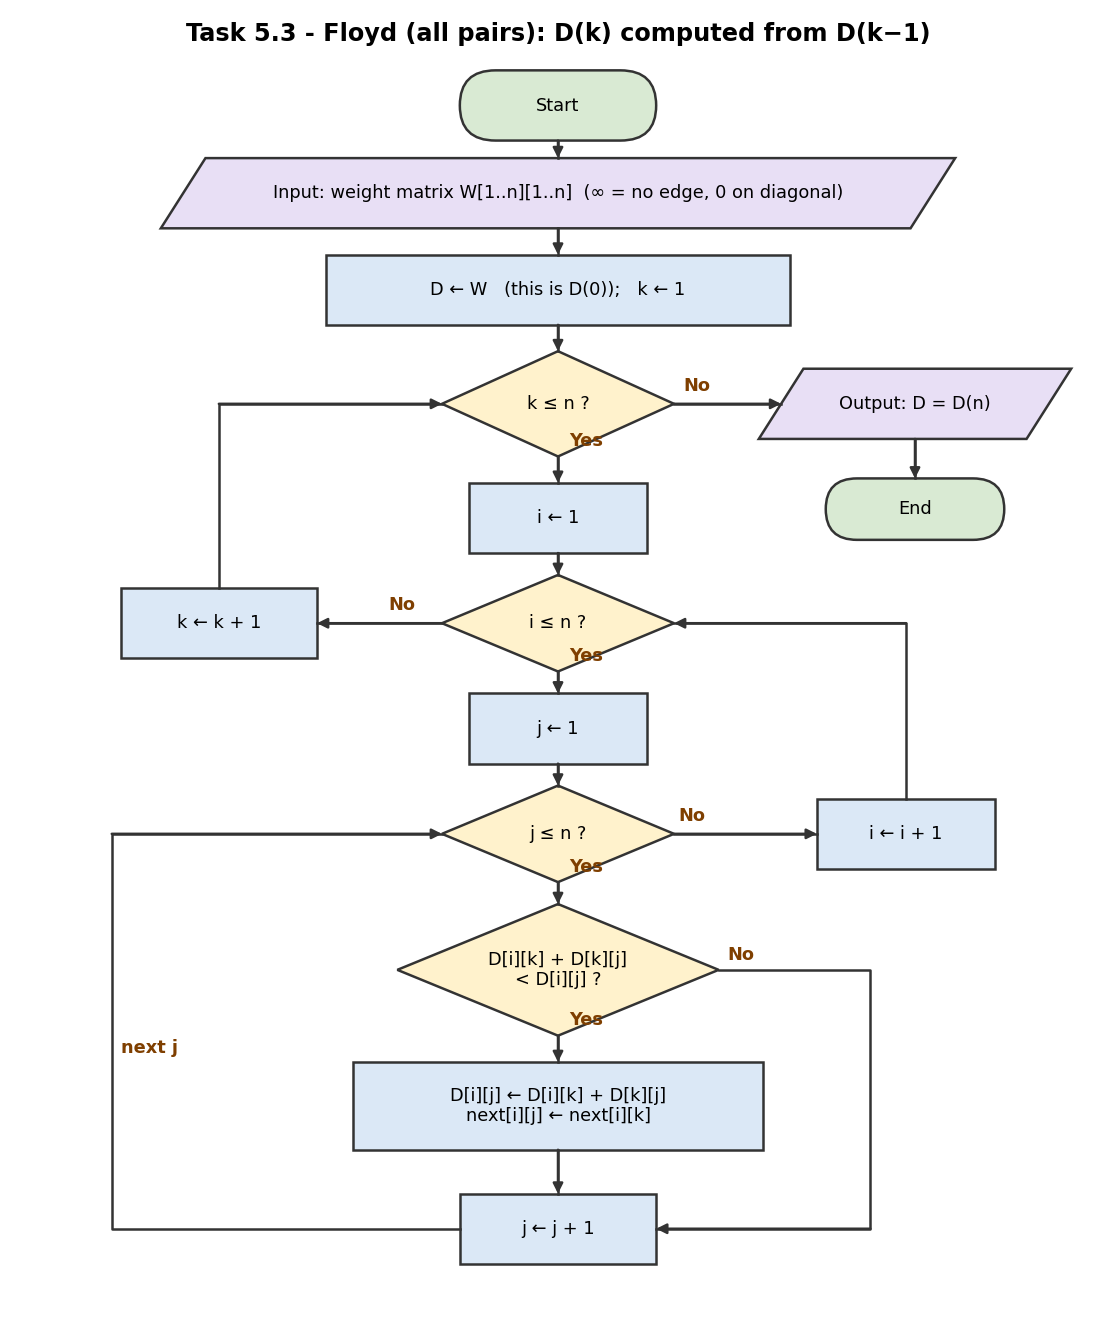 Task 5.3 - Floyd (all pairs): D(k) computed from D(k−1)
Start
Input: weight matrix W[1..n][1..n]  (∞ = no edge, 0 on diagonal)
D ← W   (this is D(0));   k ← 1
k ≤ n ?
No
Output: D = D(n)
Yes
End
i ← 1
k ← k + 1
No
i ≤ n ?
Yes
j ← 1
j ≤ n ?
No
i ← i + 1
Yes
D[i][k] + D[k][j]
< D[i][j] ?
No
Yes
next j
D[i][j] ← D[i][k] + D[k][j]
next[i][j] ← next[i][k]
j ← j + 1